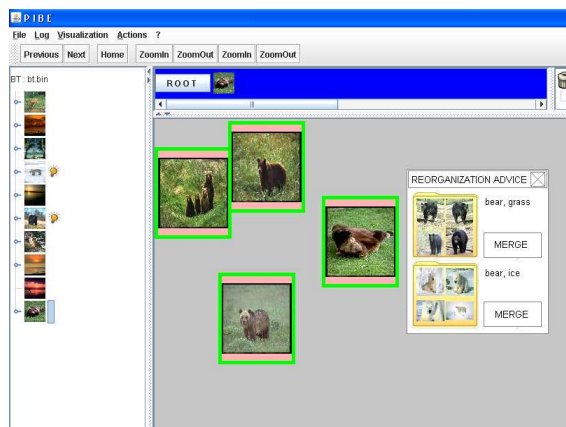 PIBE
File Log Visualization Actions ?
Previous Next Home ZoomIn ZoomOut ZoomIn ZoomOut
BT : bt.bin
ROOT
REORGANIZATION ADVICE
bear, grass
MERGE
bear, ice
MERGE